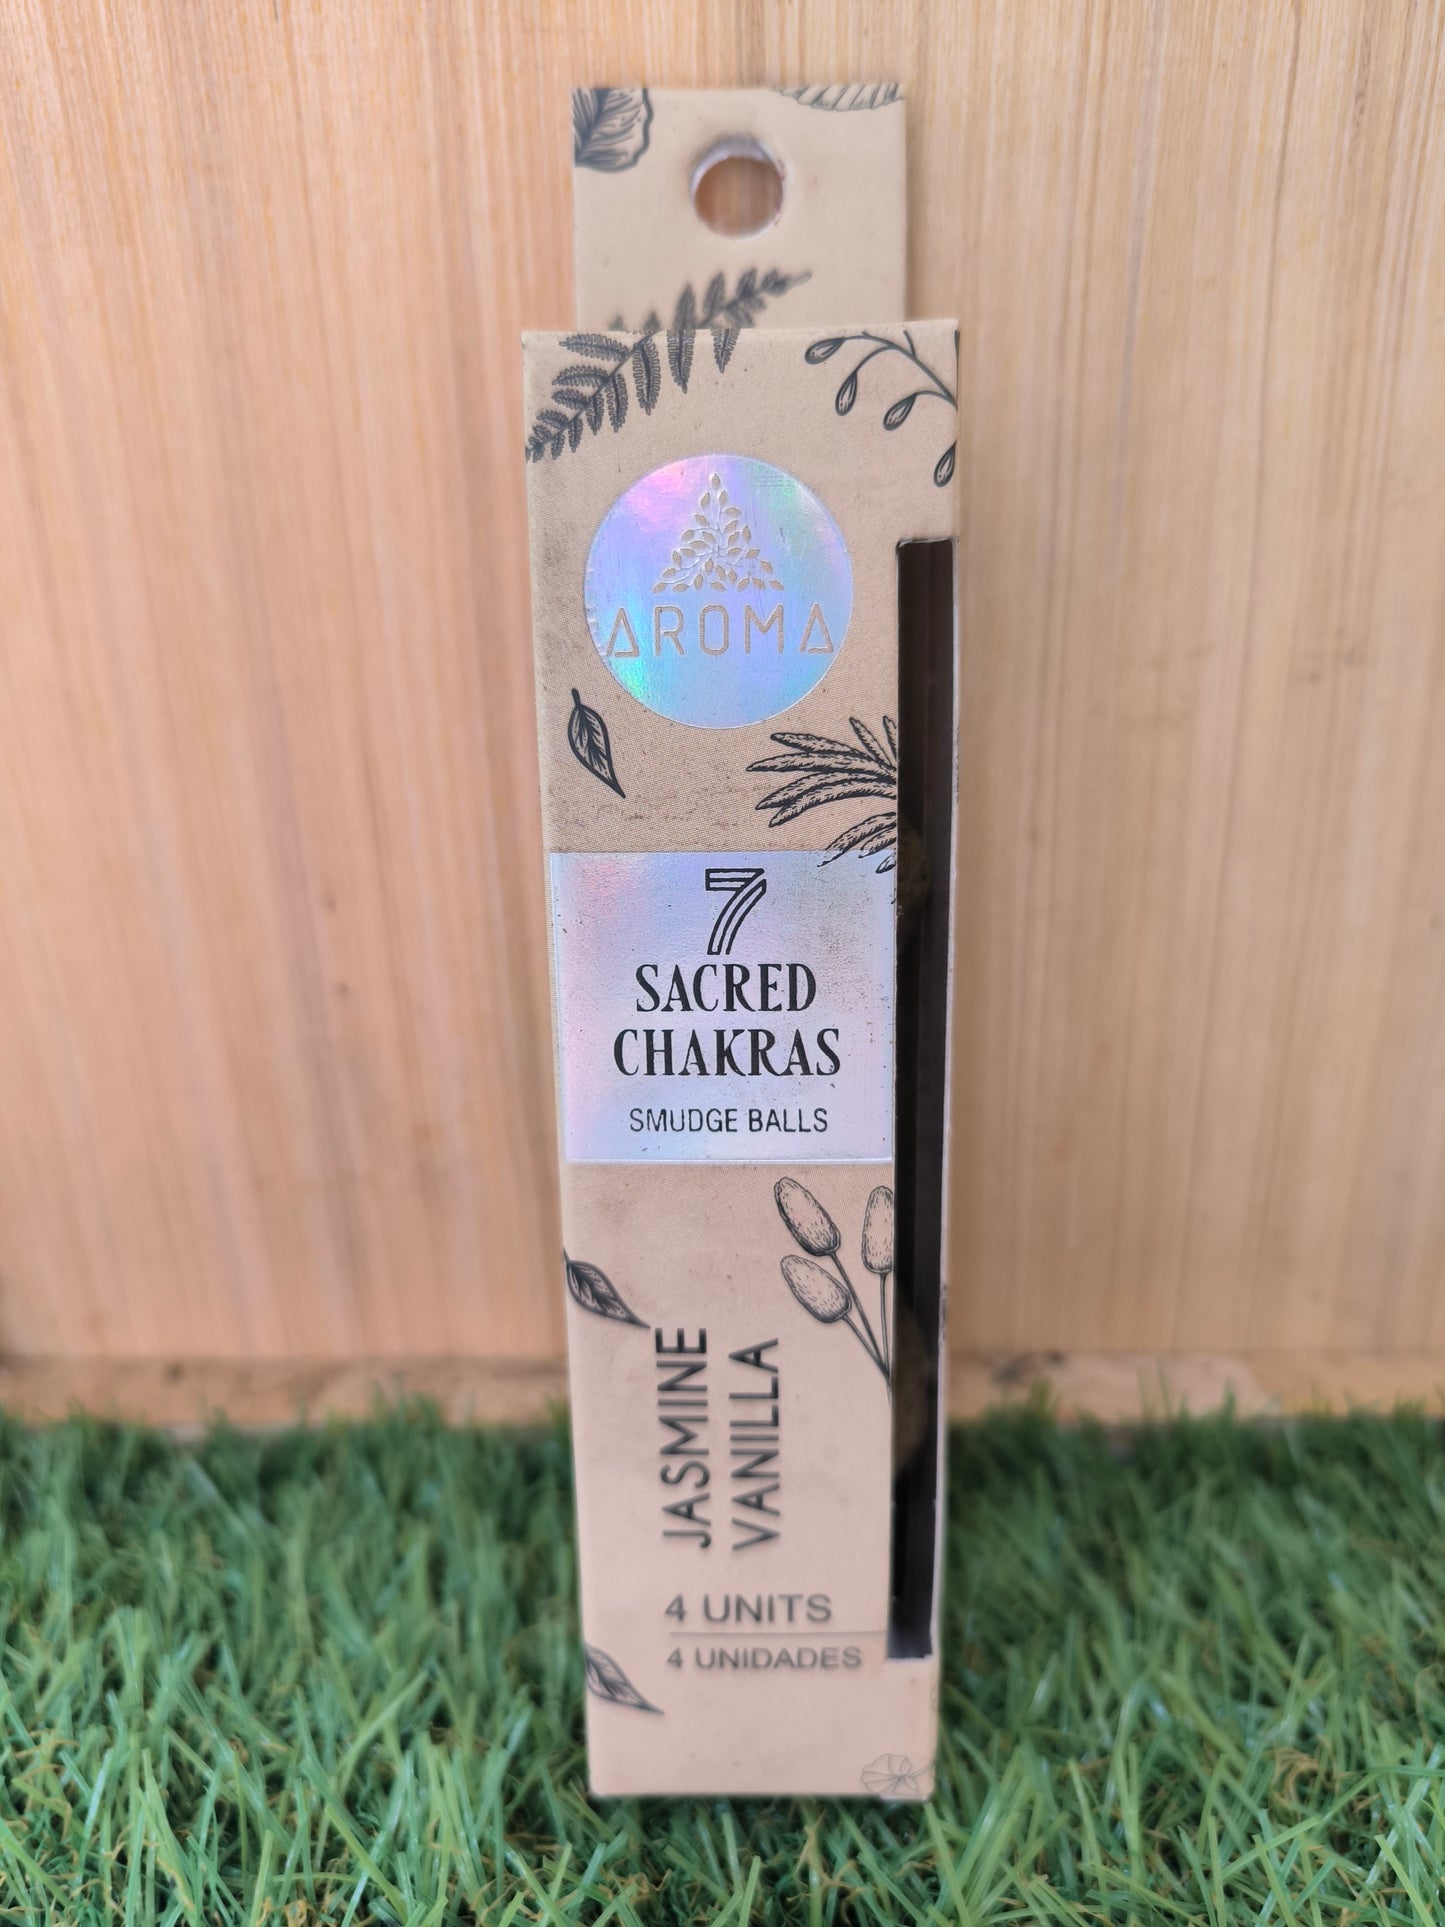 AROMA
7
SACRED
CHAKRAS
SMUDGE BALLS
JASMINE
VANILLA
4 UNITS
4 UNIDADES